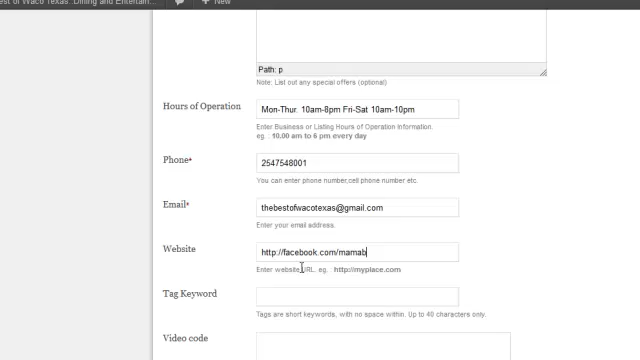 est of Waco Texas :Dining and Entertain... + New
Path: p
Note: List out any special offers (optional)
Hours of Operation
Mon-Thur. 10am-8pm Fri-Sat 10am-10pm
Enter Business or Listing Hours of Operation Information.
eg. : 10.00 am to 6 pm every day
Phone*
2547548001
You can enter phone number,cell phone number etc.
Email*
thebestofwacotexas@gmail.com
Enter your email address.
Website
http://facebook.com/mamab
Enter website URL. eg. : http://myplace.com
Tag Keyword
Tags are short keywords, with no space within. Up to 40 characters only.
Video code